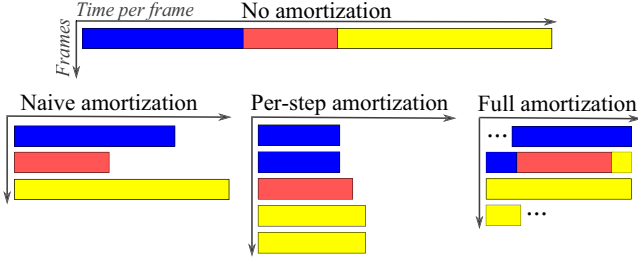 Time per frame
No amortization
Frames
Naive amortization
Per-step amortization
Full amortization
...
...